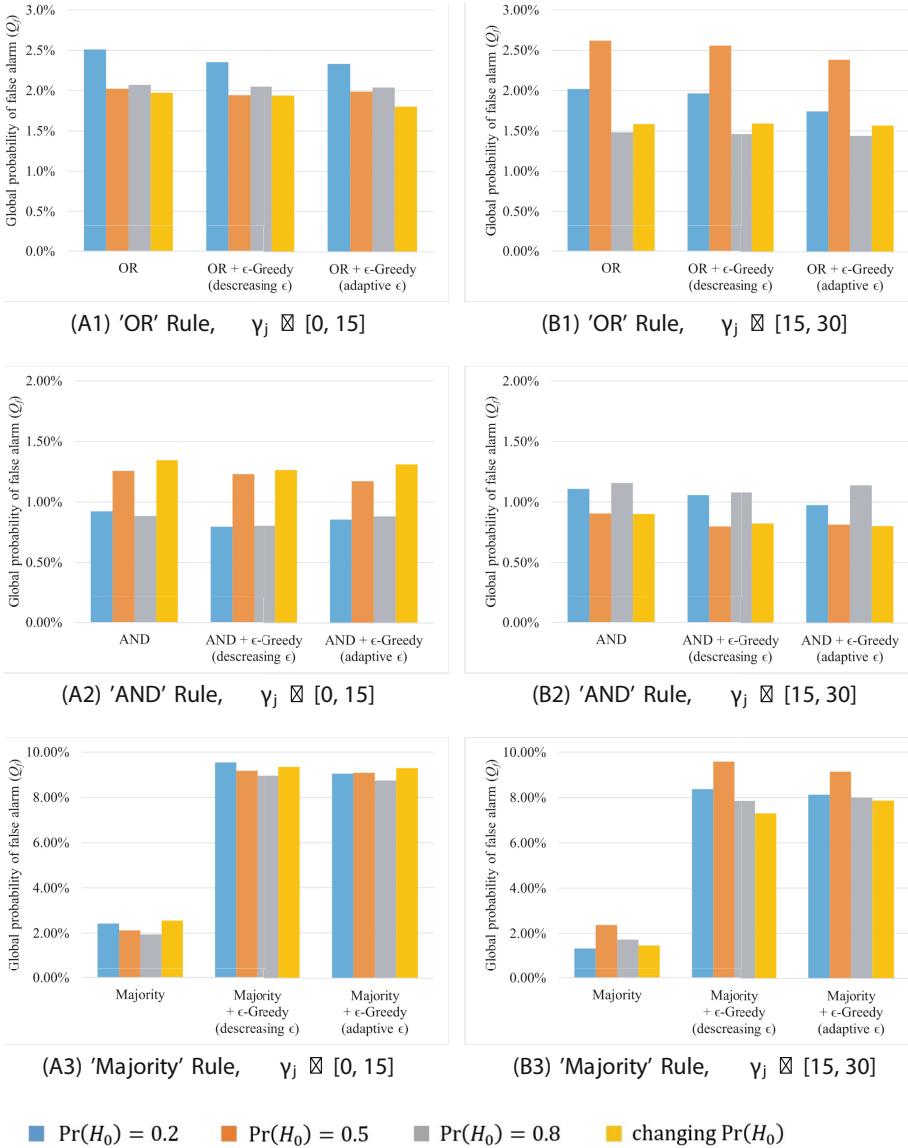 Global probability of false alarm (Qf)
3.0%
2.5%
2.0%
1.5%
1.0%
0.5%
0.0%
OR
OR + ϵ-Greedy
(descreasing ϵ)
OR + ϵ-Greedy
(adaptive ϵ)
(A1) 'OR' Rule, γj [0, 15]
Global probability of false alarm (Qf)
3.00%
2.50%
2.00%
1.50%
1.00%
0.50%
0.00%
OR
OR + ϵ-Greedy
(descreasing ϵ)
OR + ϵ-Greedy
(adaptive ϵ)
(B1) 'OR' Rule, γj [15, 30]
Global probability of false alarm (Qf)
2.00%
1.50%
1.00%
0.50%
0.00%
AND
AND + ϵ-Greedy
(descreasing ϵ)
AND + ϵ-Greedy
(adaptive ϵ)
(A2) 'AND' Rule, γj [0, 15]
Global probability of false alarm (Qf)
2.00%
1.50%
1.00%
0.50%
0.00%
AND
AND + ϵ-Greedy
(descreasing ϵ)
AND + ϵ-Greedy
(adaptive ϵ)
(B2) 'AND' Rule, γj [15, 30]
Global probability of false alarm (Qf)
10.00%
8.00%
6.00%
4.00%
2.00%
0.00%
Majority
Majority
+ ϵ-Greedy
(descreasing ϵ)
Majority
+ ϵ-Greedy
(adaptive ϵ)
(A3) 'Majority' Rule, γj [0, 15]
Global probability of false alarm (Qf)
10.00%
8.00%
6.00%
4.00%
2.00%
0.00%
Majority
Majority
+ ϵ-Greedy
(descreasing ϵ)
Majority
+ ϵ-Greedy
(adaptive ϵ)
(B3) 'Majority' Rule, γj [15, 30]
Pr(H0) = 0.2 Pr(H0) = 0.5 Pr(H0) = 0.8 changing Pr(H0)